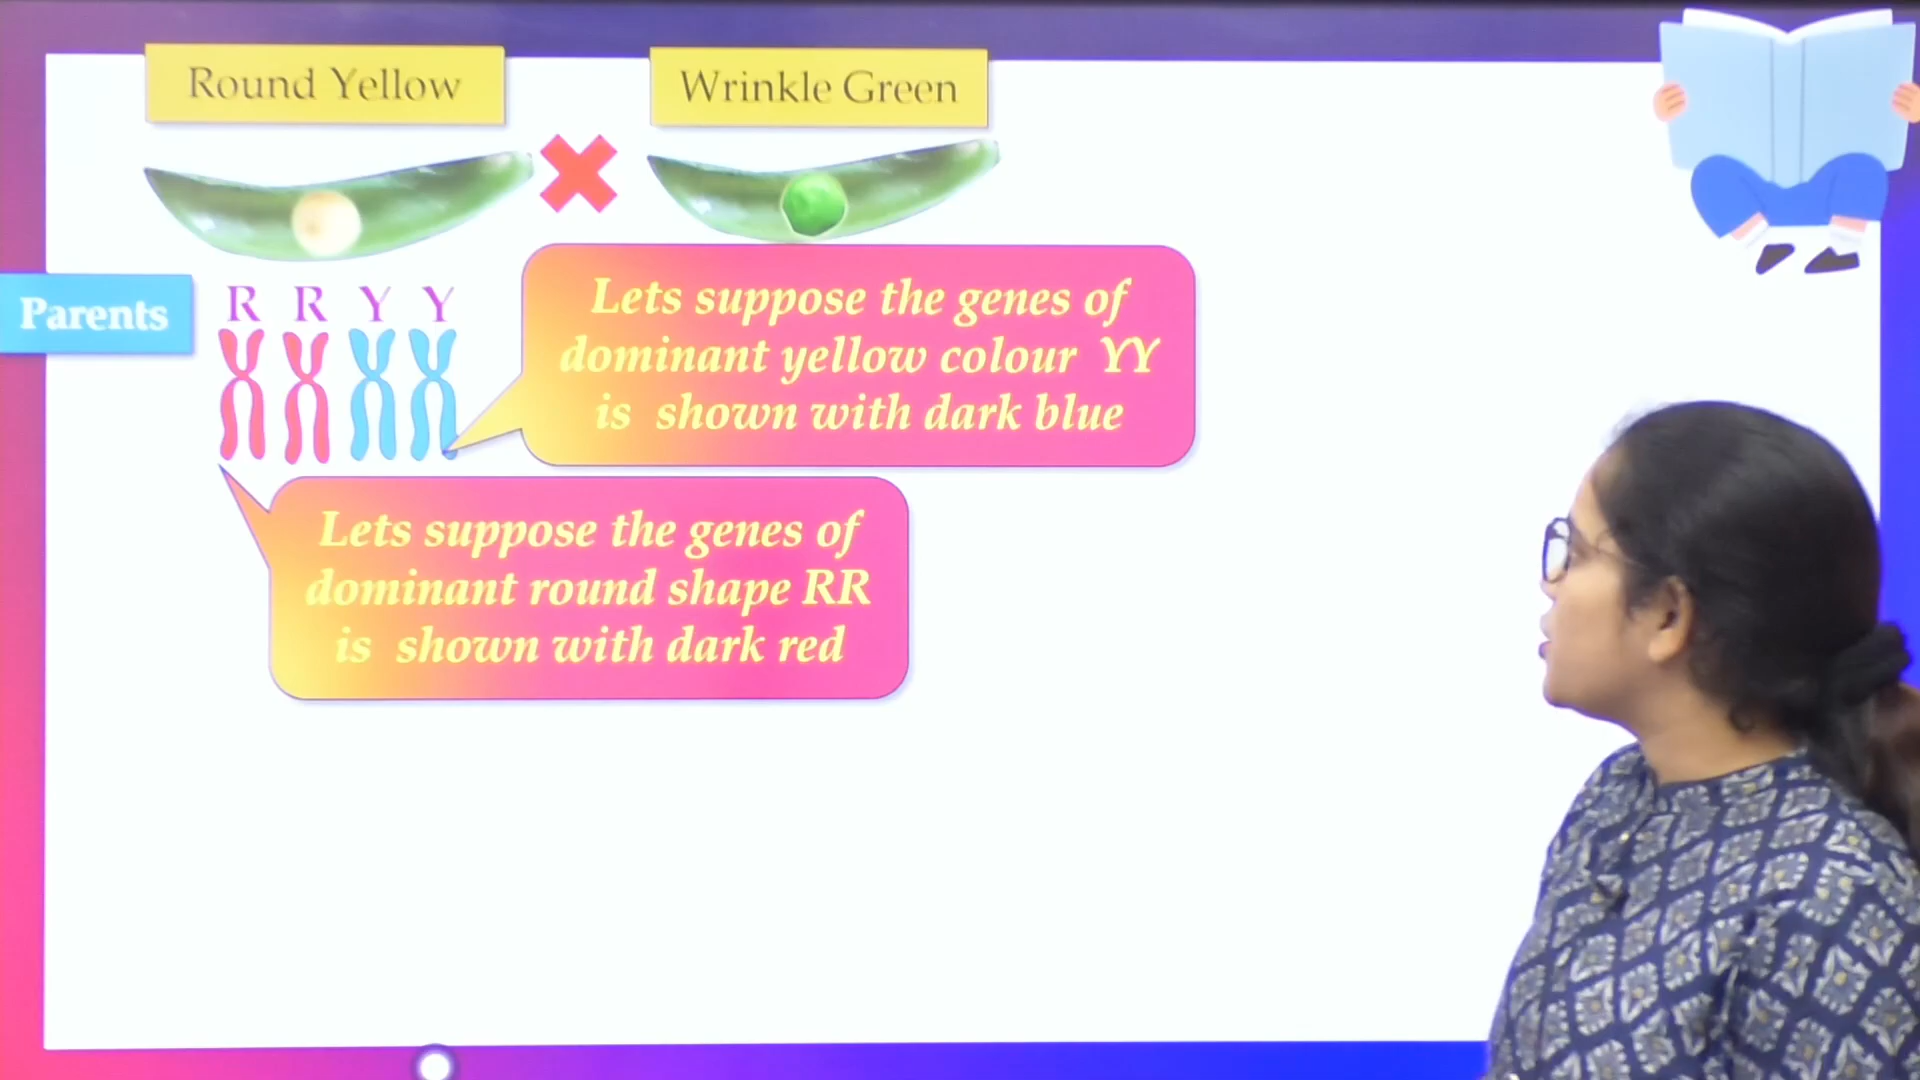 Round Yellow
Wrinkle Green
Parents
R R Y Y
Lets suppose the genes of
dominant yellow colour YY
is shown with dark blue
Lets suppose the genes of
dominant round shape RR
is shown with dark red